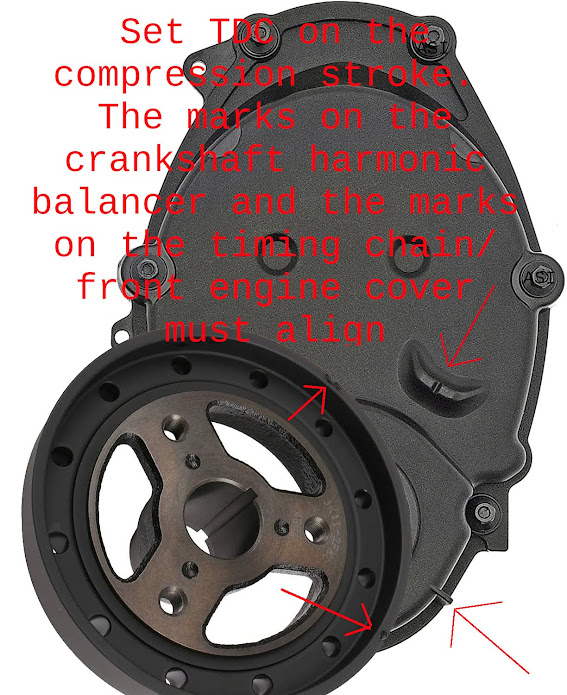 Set TDC on the
compression stroke.
The marks on the
crankshaft harmonic
balancer and the marks
on the timing chain/
front engine cover
must align
ASI
ASI